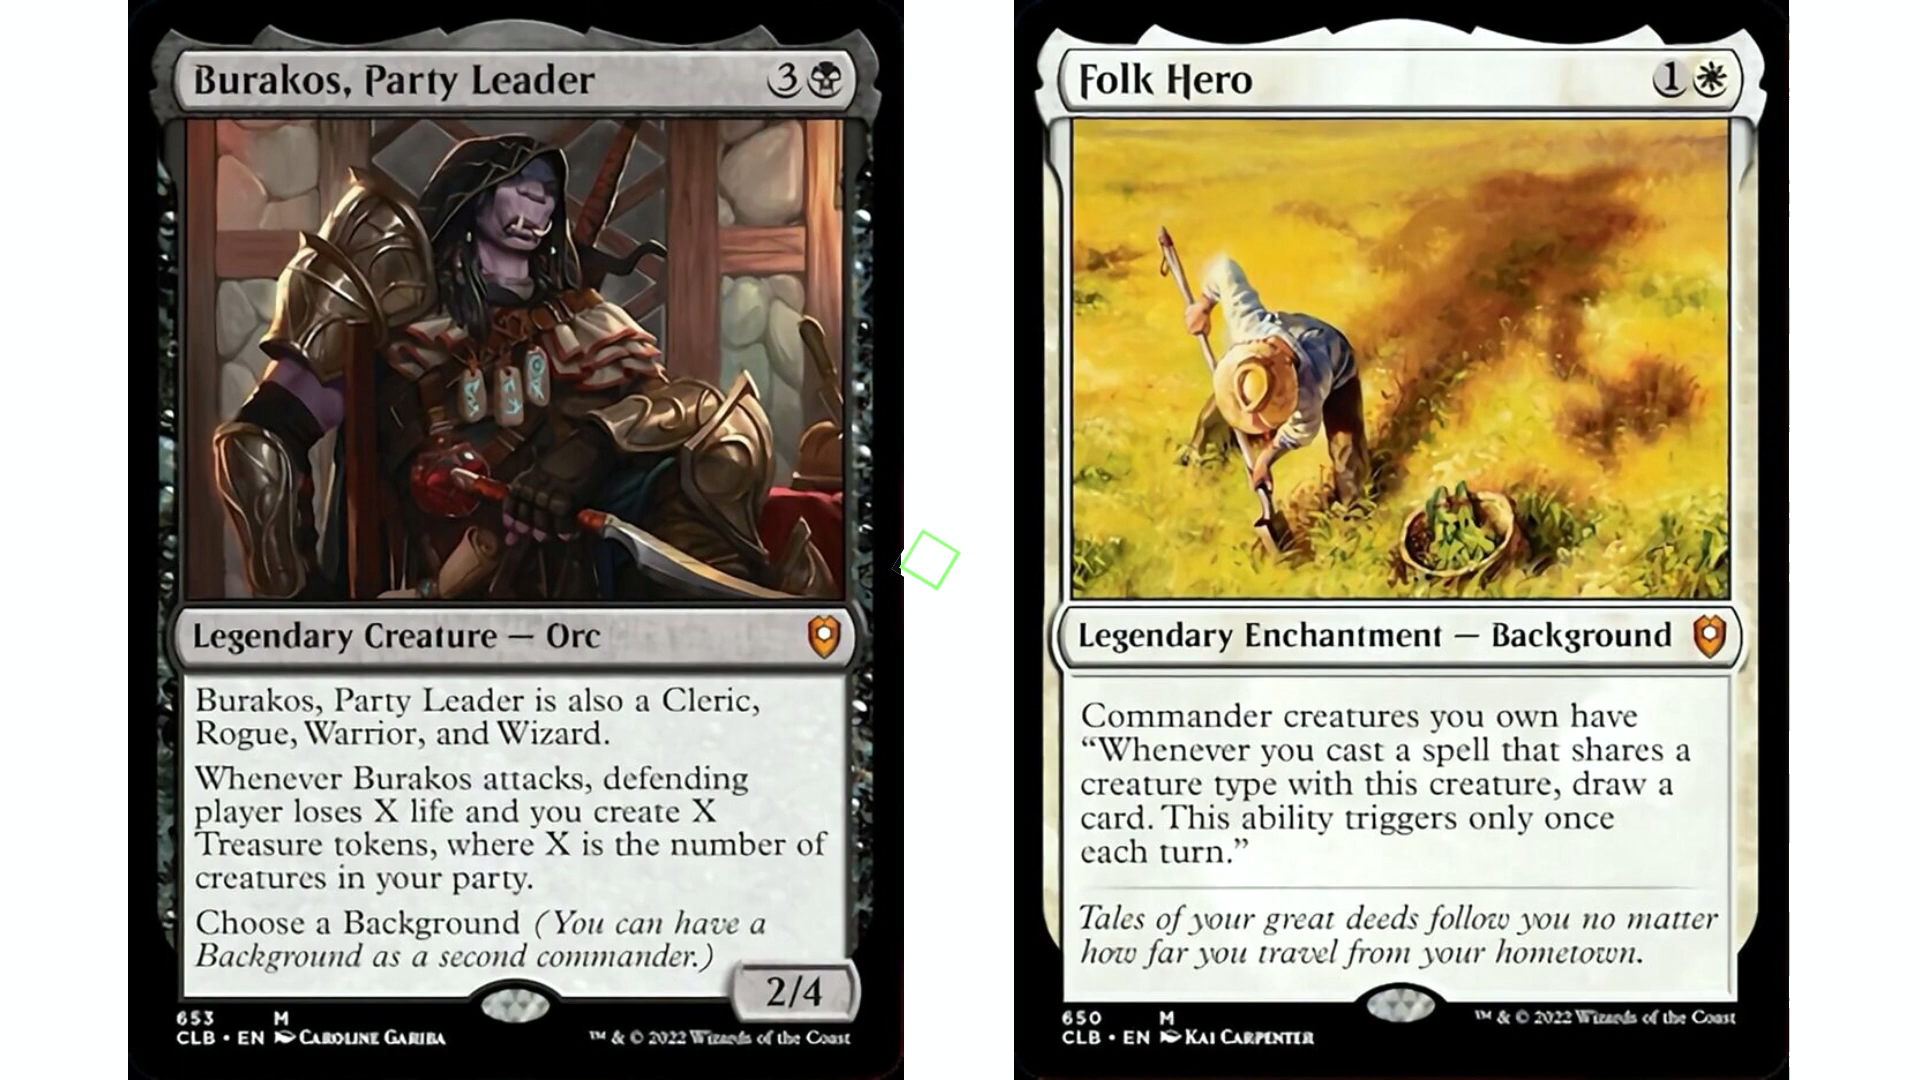 Burakos, Party Leader
3
Legendary Creature — Orc
Burakos, Party Leader is also a Cleric,
Rogue, Warrior, and Wizard.
Whenever Burakos attacks, defending
player loses X life and you create X
Treasure tokens, where X is the number of
creatures in your party.
Choose a Background (You can have a
Background as a second commander.)
2/4
653 M
CLB • EN CAROLINE GARIBA
™ & © 2022 Wizards of the Coast
Folk Hero
1
Legendary Enchantment — Background
Commander creatures you own have
“Whenever you cast a spell that shares a
creature type with this creature, draw a
card. This ability triggers only once
each turn.”
Tales of your great deeds follow you no matter
how far you travel from your hometown.
650 M
CLB • EN KAI CARPENTER
™ & © 2022 Wizards of the Coast